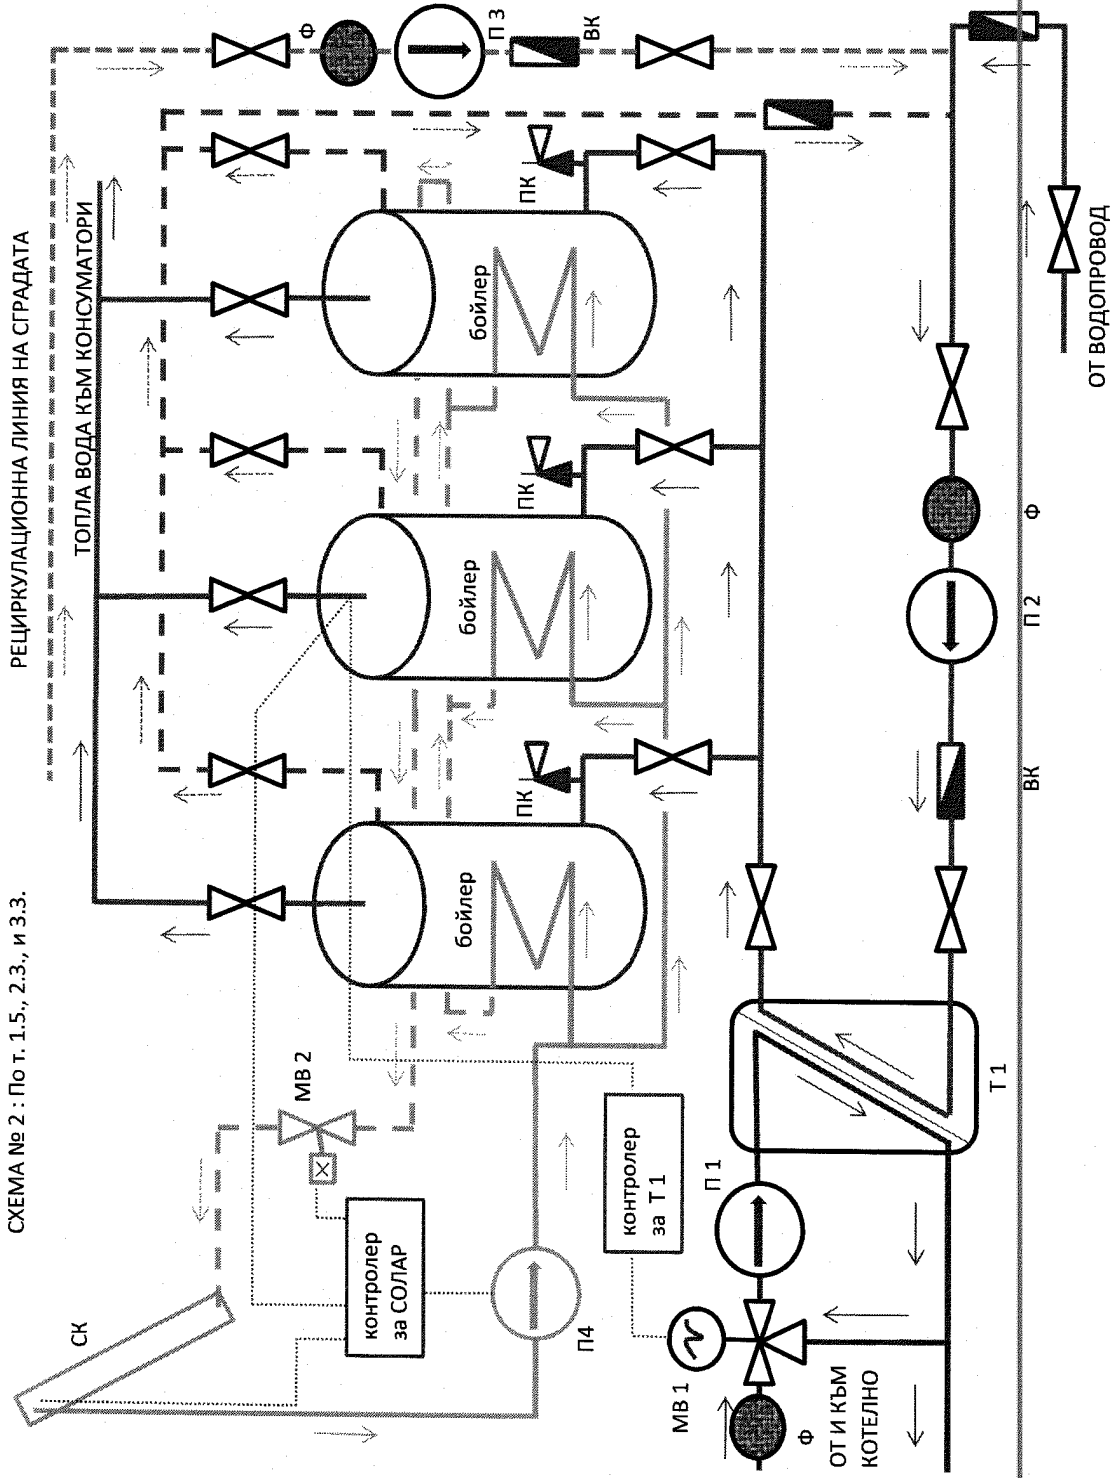 СХЕМА № 2 : По т. 1.5., 2.3., и 3.3.
РЕЦИРКУЛАЦИОННА ЛИНИЯ НА СГРАДАТА
ТОПЛА ВОДА КЪМ КОНСУМАТОРИ
СК
МВ 2
контролер
за СОЛАР
П4
бойлер
бойлер
бойлер
ПК
ПК
ПК
Ф
П 3
ВК
контролер
за Т 1
МВ 1
П 1
Ф
ОТ И КЪМ
КОТЕЛНО
Т 1
ВК
П 2
Ф
ОТ ВОДОПРОВОД